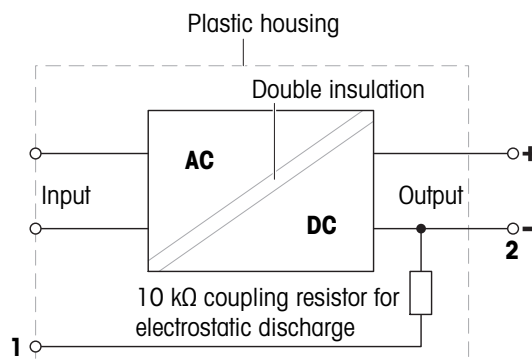 Plastic housing
Double insulation
AC
+
Input
Output
DC
-
2
10 kΩ coupling resistor for
electrostatic discharge
1